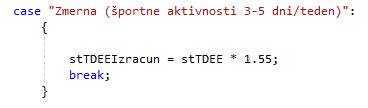 case "Zmerna (športne aktivnosti 3-5 dni/teden)":
{
stTDEEIzracun = stTDEE * 1.55;
break;
}